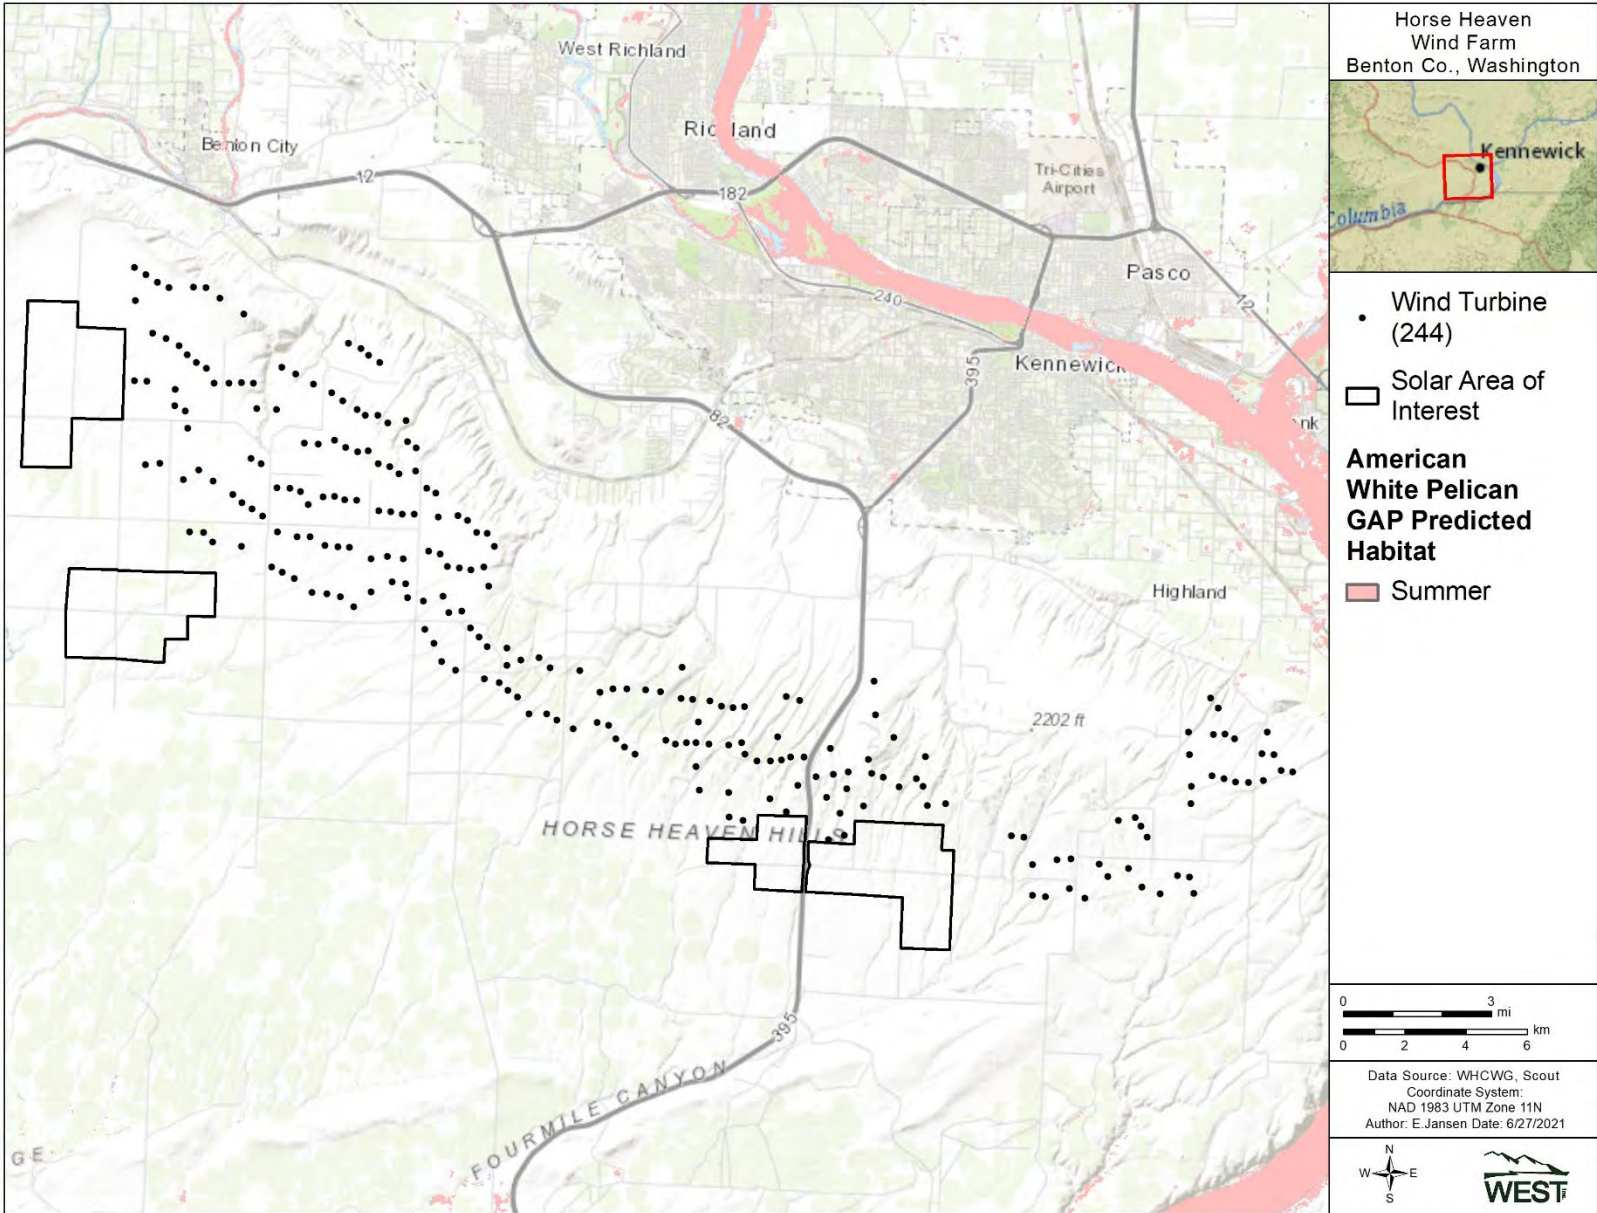 West Richland
Benton City
12
182
Tri-Cities
Airport
Pasco
12
240
395
82
Highland
2202 ft
HORSE HEAVEN HILLS
395
FOURMILE CANYON
GE
Horse Heaven
Wind Farm
Benton Co., Washington
Kennewick
Columbia
Wind Turbine
(244)
Solar Area of
Interest
American
White Pelican
GAP Predicted
Habitat
Summer
0 3
mi
km
0 2 4 6
Data Source: WHCWG, Scout
Coordinate System:
NAD 1983 UTM Zone 11N
Author: E.Jansen Date: 6/27/2021
N
W E
S
WEST